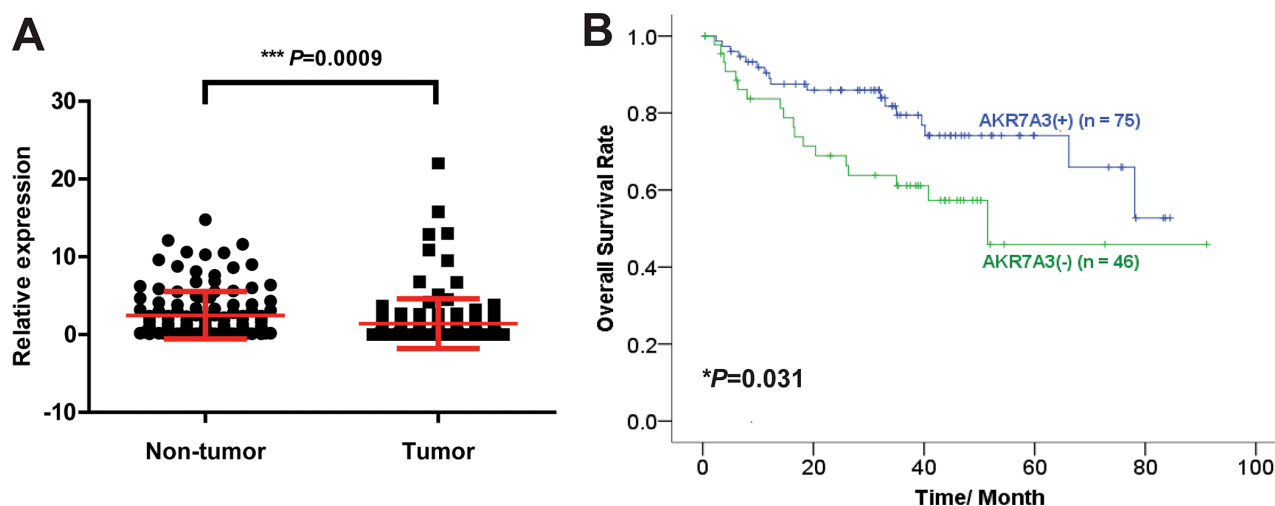 A
*** P=0.0009
Relative expression
30
20
10
0
-10
Non-tumor
Tumor
B
Overall Survival Rate
1.0
0.8
0.6
0.4
0.2
0.0
AKR7A3(+) (n = 75)
AKR7A3(-) (n = 46)
*P=0.031
0
20
40
60
80
100
Time/ Month